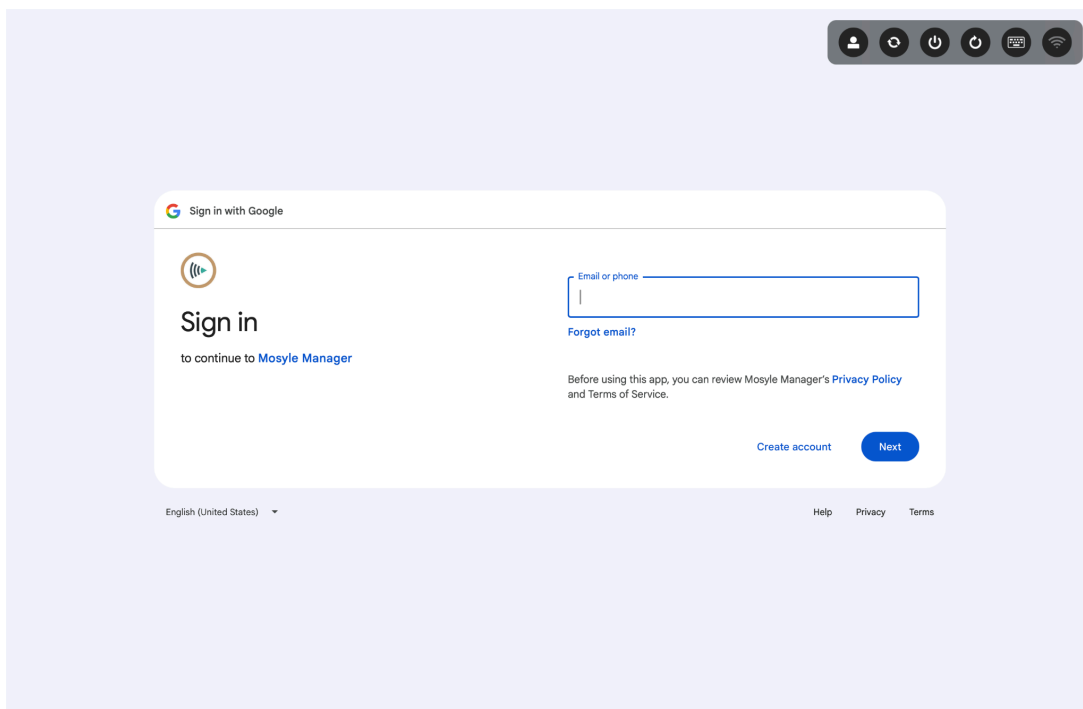 Sign in with Google
Sign in
to continue to Mosyle Manager
Email or phone
Forgot email?
Before using this app, you can review Mosyle Manager's Privacy Policy
and Terms of Service.
Create account
Next
English (United States)
Help
Privacy
Terms